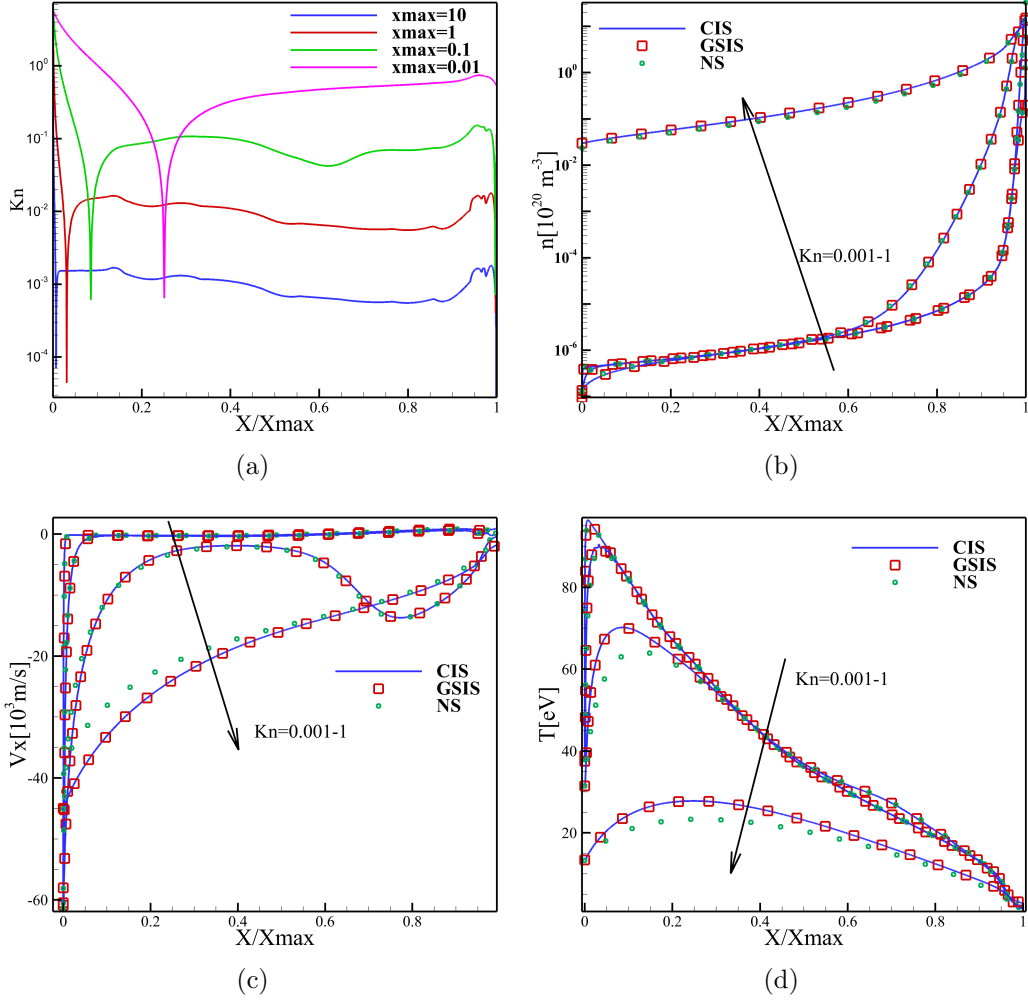 xmax=10
xmax=1
xmax=0.1
xmax=0.01
Kn
10⁰
10⁻¹
10⁻²
10⁻³
10⁻⁴
0 0.2 0.4 0.6 0.8 1
X/Xmax
(a)
CIS
GSIS
NS
Kn=0.001-1
n[10²⁰ m⁻³]
10⁰
10⁻²
10⁻⁴
10⁻⁶
0 0.2 0.4 0.6 0.8 1
X/Xmax
(b)
CIS
GSIS
NS
Kn=0.001-1
Vx[10³m/s]
0
-20
-40
-60
0 0.2 0.4 0.6 0.8
X/Xmax
(c)
CIS
GSIS
NS
Kn=0.001-1
T[eV]
80
60
40
20
0 0.2 0.4 0.6 0.8 1
X/Xmax
(d)